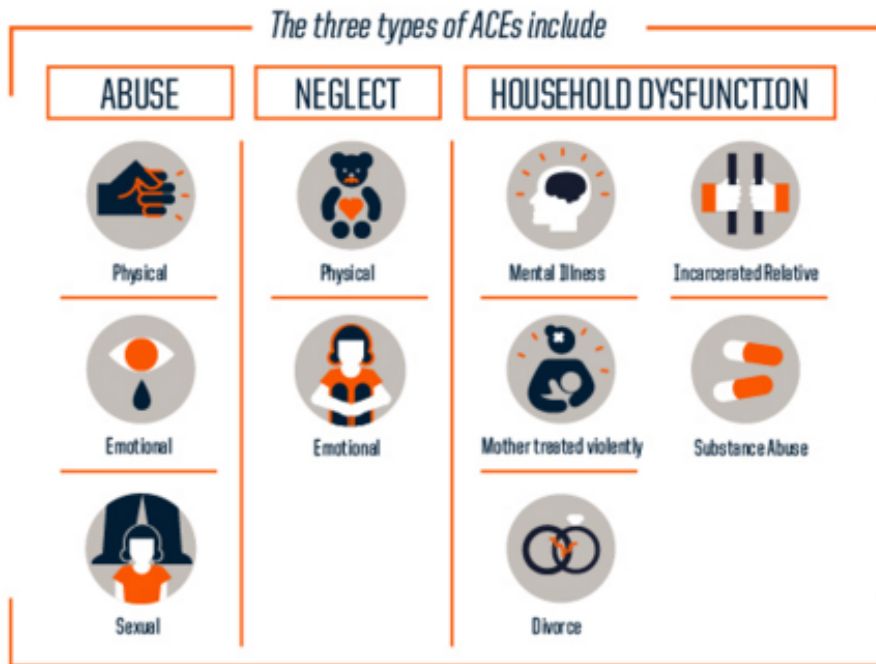 The three types of ACEs include
ABUSE
NEGLECT
HOUSEHOLD DYSFUNCTION
Physical
Physical
Mental Illness
Incarcerated Relative
Emotional
Emotional
Mother treated violently
Substance Abuse
Sexual
Divorce